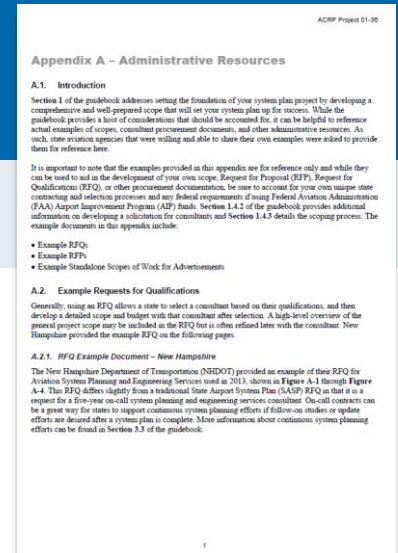 ACRP Project 01-36
Appendix A – Administrative Resources
A.1. Introduction
Section 1 of the guidebook addresses setting the foundation of your system plan project by developing a
comprehensive and well-prepared scope that will set your system plan up for success. While the
guidebook provides a host of considerations that should be accounted for, it can be helpful to reference
actual examples of scopes, consultant procurement documents, and other administrative resources. As
such, state aviation agencies that were willing and able to share their own examples were asked to provide
them for reference here.
It is important to note that the examples provided in this appendix are for reference only and while they
can be used to aid in the development of your own scope, Request for Proposal (RFP), Request for
Qualifications (RFQ), or other procurement documentation, be sure to account for your own unique state
contracting and selection processes and any federal requirements if using Federal Aviation Administration
(FAA) Airport Improvement Program (AIP) funds. Section 1.4.2 of the guidebook provides additional
information on developing a solicitation for consultants and Section 1.4.3 details the scoping process. The
example documents in this appendix include:
• Example RFQs
• Example RFPs
• Example Standalone Scopes of Work for Advertisements
A.2. Example Requests for Qualifications
Generally, using an RFQ allows a state to select a consultant based on their qualifications, and then
develop a detailed scope and budget with that consultant after selection. A high-level overview of the
general project scope may be included in the RFQ but is often refined later with the consultant. New
Hampshire provided the example RFQ on the following pages.
A.2.1. RFQ Example Document – New Hampshire
The New Hampshire Department of Transportation (NHDOT) provided an example of their RFQ for
Aviation System Planning and Engineering Services used in 2013, shown in Figure A-1 through Figure
A-4. This RFQ differs slightly from a traditional State Airport System Plan (SASP) RFQ in that it is a
request for a five-year on-call system planning and engineering services consultant. On-call contracts can
be a great way for states to support continuous system planning efforts if follow-on studies or update
efforts are desired after a system plan is complete. More information about continuous system planning
efforts can be found in Section 3.3 of the guidebook.
1